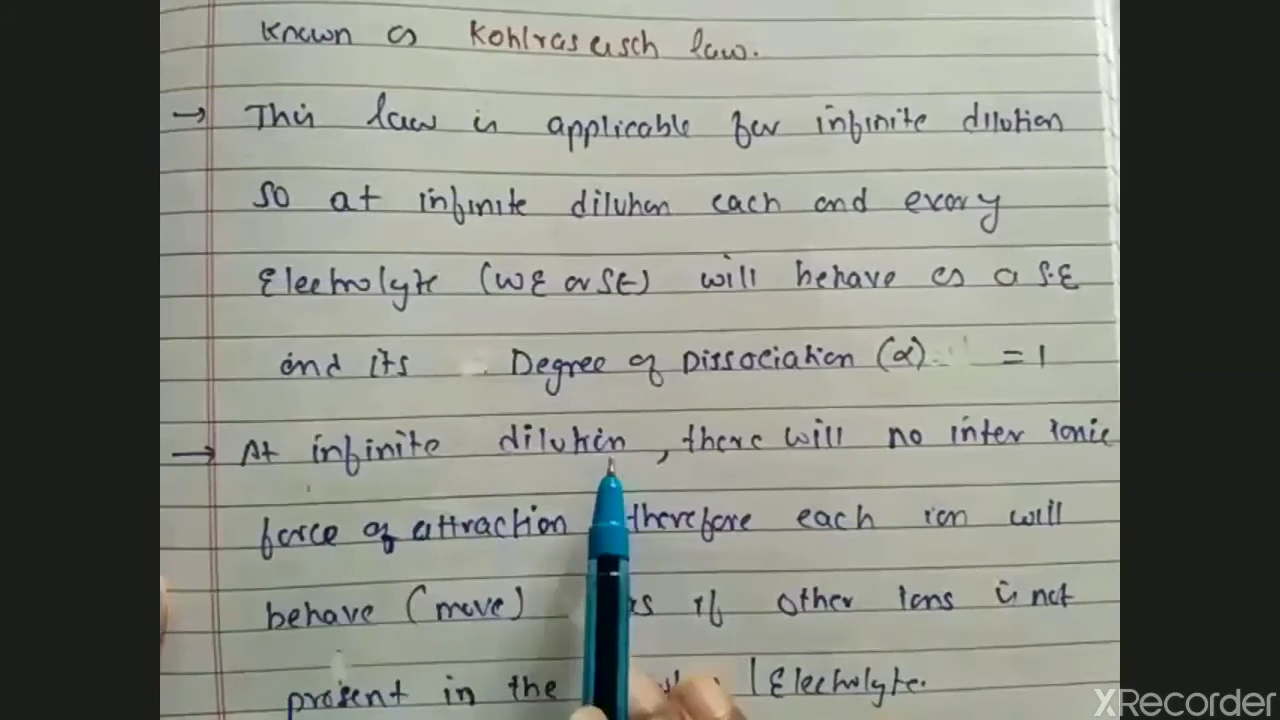 Known as Kohlrasusch law.
→ This law is applicable for infinite dilution
so at infinite dilution each and every
Electrolyte (WE or SE) will behave as a S.E
and its Degree of Dissociation (α) = 1
→ At infinite dilution, there will no inter ionic
force of attraction therefore each ion will
behave (move) as if other Ions is not
present in the | Electrolyte.
XRecorder